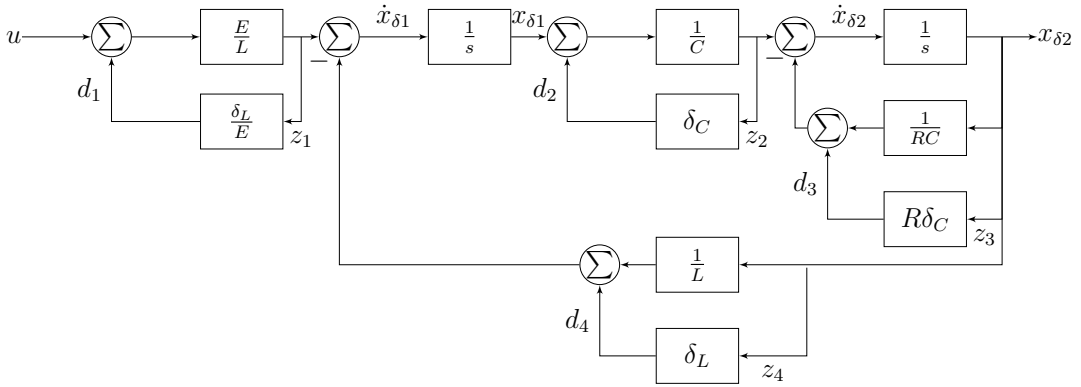 u ∑ E/L − ∑ ẋδ1 1/s xδ1 ∑ 1/C − ∑ ẋδ2 1/s xδ2
d1 δL/E z1 d2 δC z2 ∑ 1/RC
d3 RδC z3
∑ 1/L
d4 δL z4